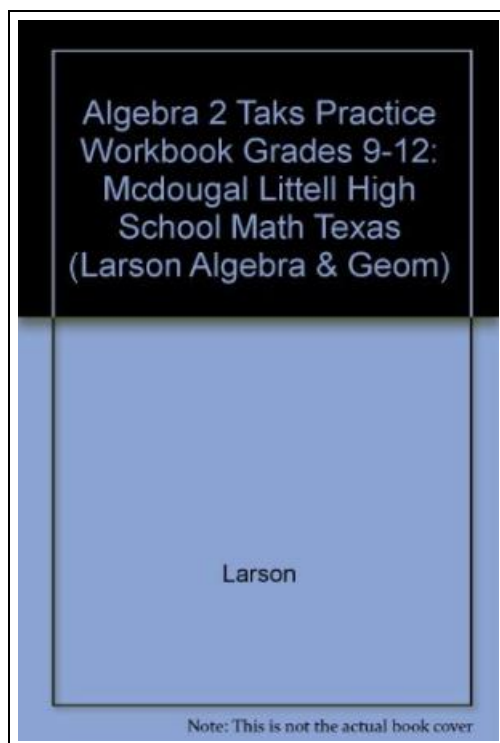 Algebra 2 Taks Practice
Workbook Grades 9-12:
Mcdougal Littell High
School Math Texas
(Larson Algebra & Geom)
Larson
Note: This is not the actual book cover